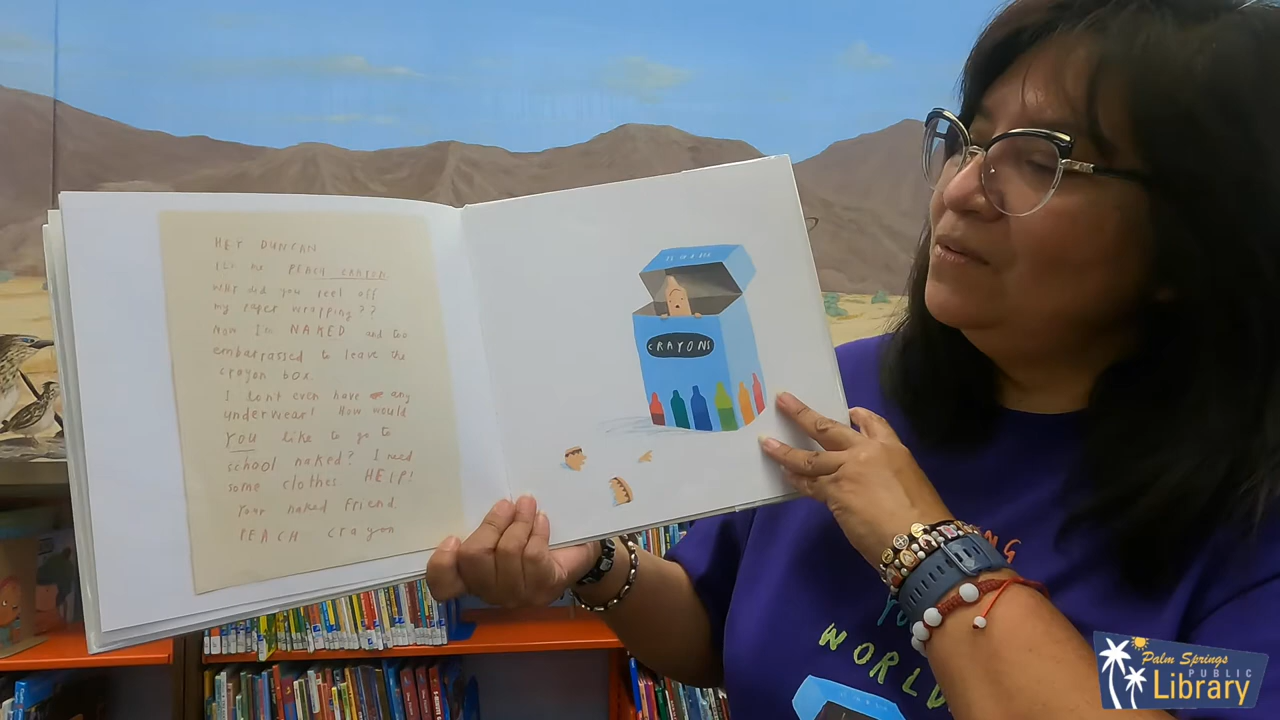 HEY DUNCAN
It's me PEACH CRAYON.
WHY did you peel off
my paper wrapping??
Now I'm NAKED and too
embarrassed to leave the
crayon box.
I don't even have any
underwear! How would
YOU like to go to
school naked? I need
some clothes HELP!
Your naked friend
PEACH crayon
CRAYONS
WORLD
Palm Springs
PUBLIC
Library